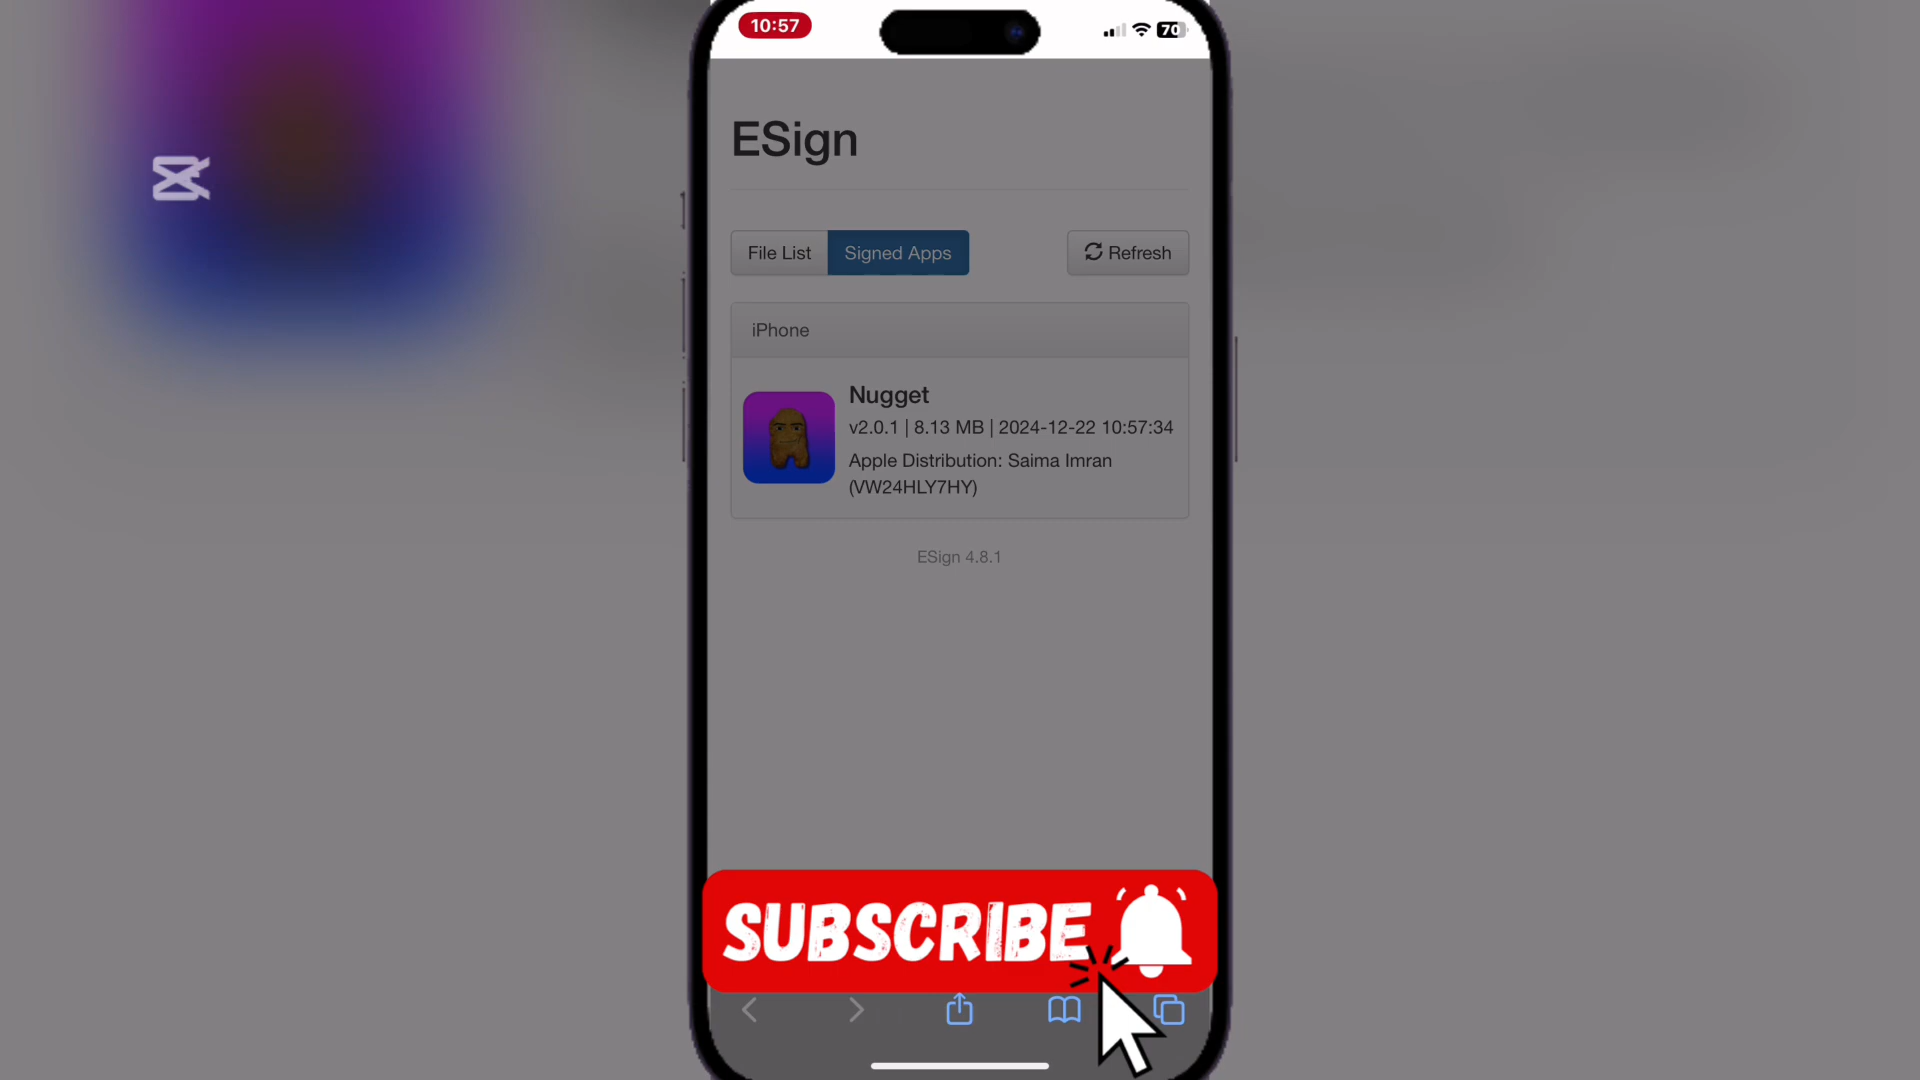 10:57
70
ESign
File List
Signed Apps
Refresh
iPhone
Nugget
v2.0.1 | 8.13 MB | 2024-12-22 10:57:34
Apple Distribution: Saima Imran
(VW24HLY7HY)
ESign 4.8.1
SUBSCRIBE